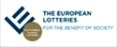 THE EUROPEAN
LOTTERIES
FOR THE BENEFIT OF SOCIETY